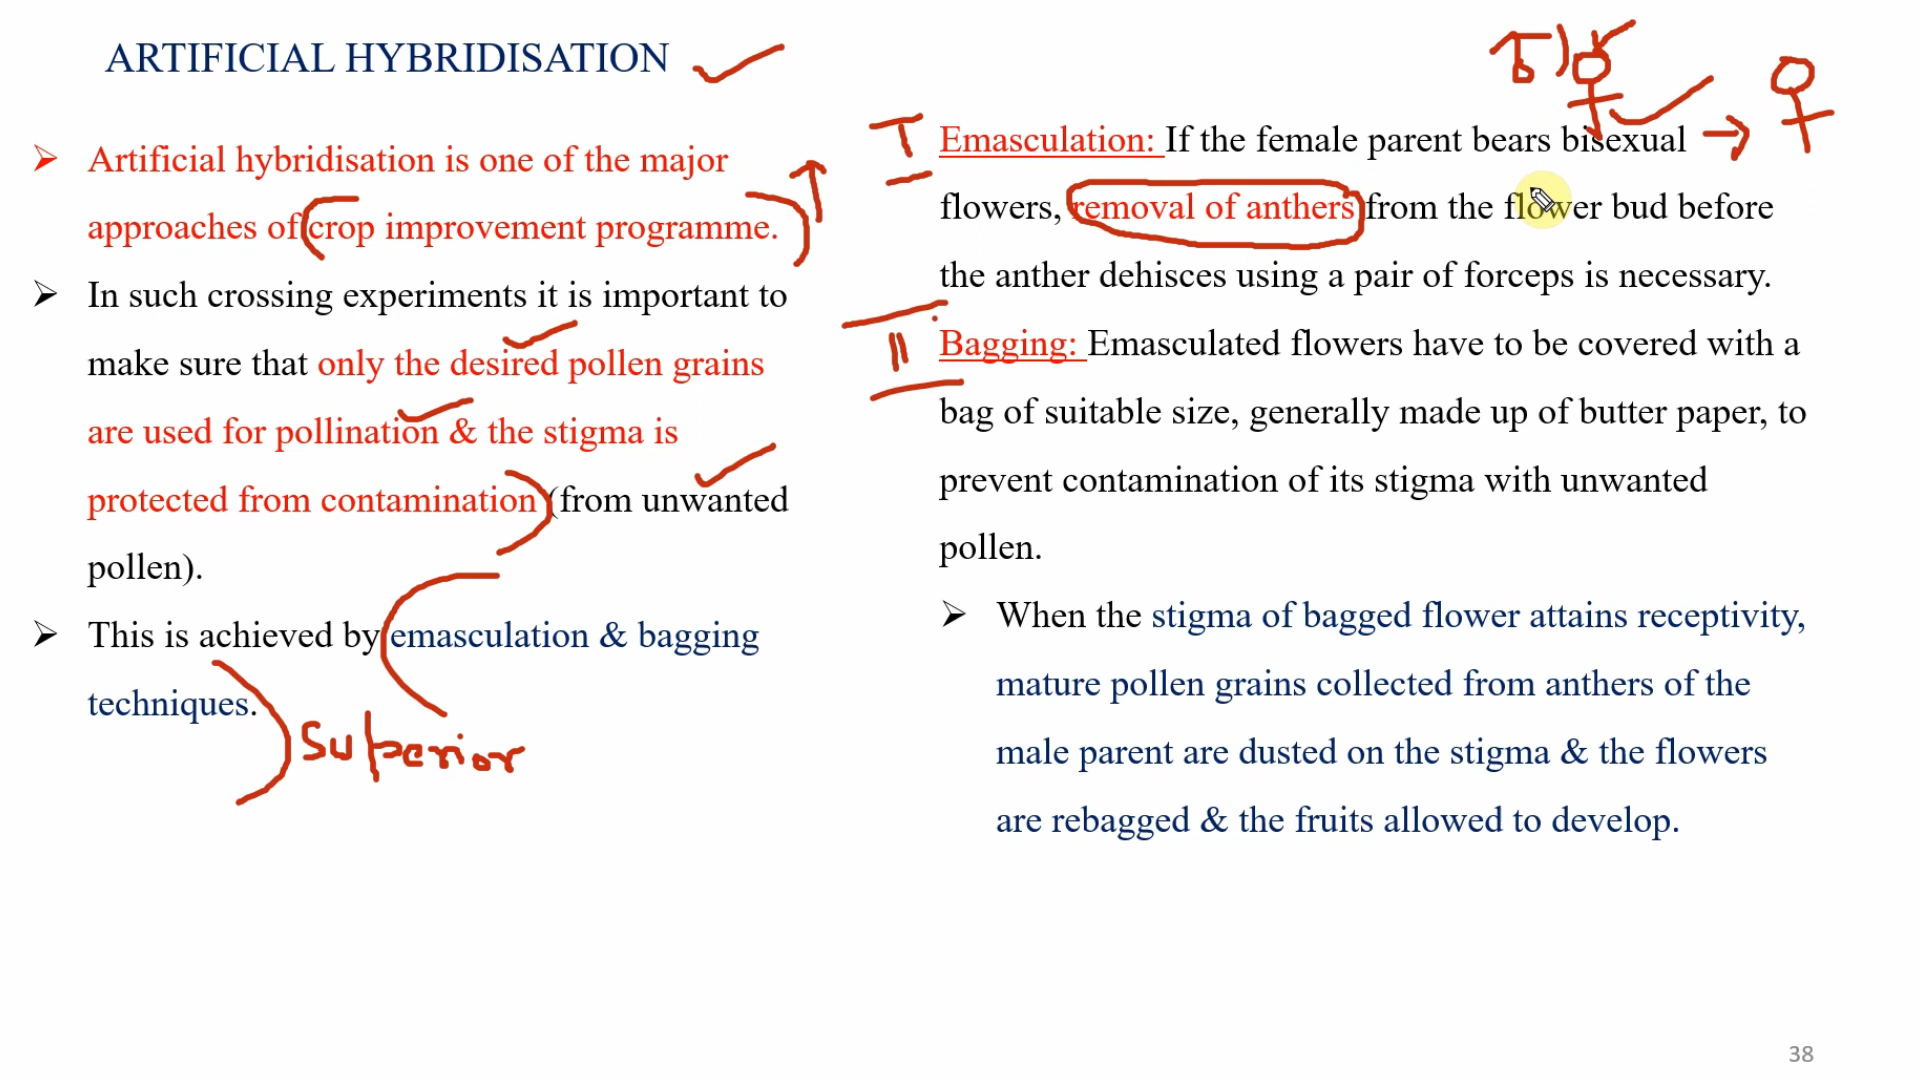 ARTIFICIAL HYBRIDISATION
Artificial hybridisation is one of the major
approaches of crop improvement programme.
In such crossing experiments it is important to
make sure that only the desired pollen grains
are used for pollination & the stigma is
protected from contamination (from unwanted
pollen).
This is achieved by emasculation & bagging
techniques.
Superior
I
Emasculation: If the female parent bears bisexual
flowers, removal of anthers from the flower bud before
the anther dehisces using a pair of forceps is necessary.
II
Bagging: Emasculated flowers have to be covered with a
bag of suitable size, generally made up of butter paper, to
prevent contamination of its stigma with unwanted
pollen.
When the stigma of bagged flower attains receptivity,
mature pollen grains collected from anthers of the
male parent are dusted on the stigma & the flowers
are rebagged & the fruits allowed to develop.
38